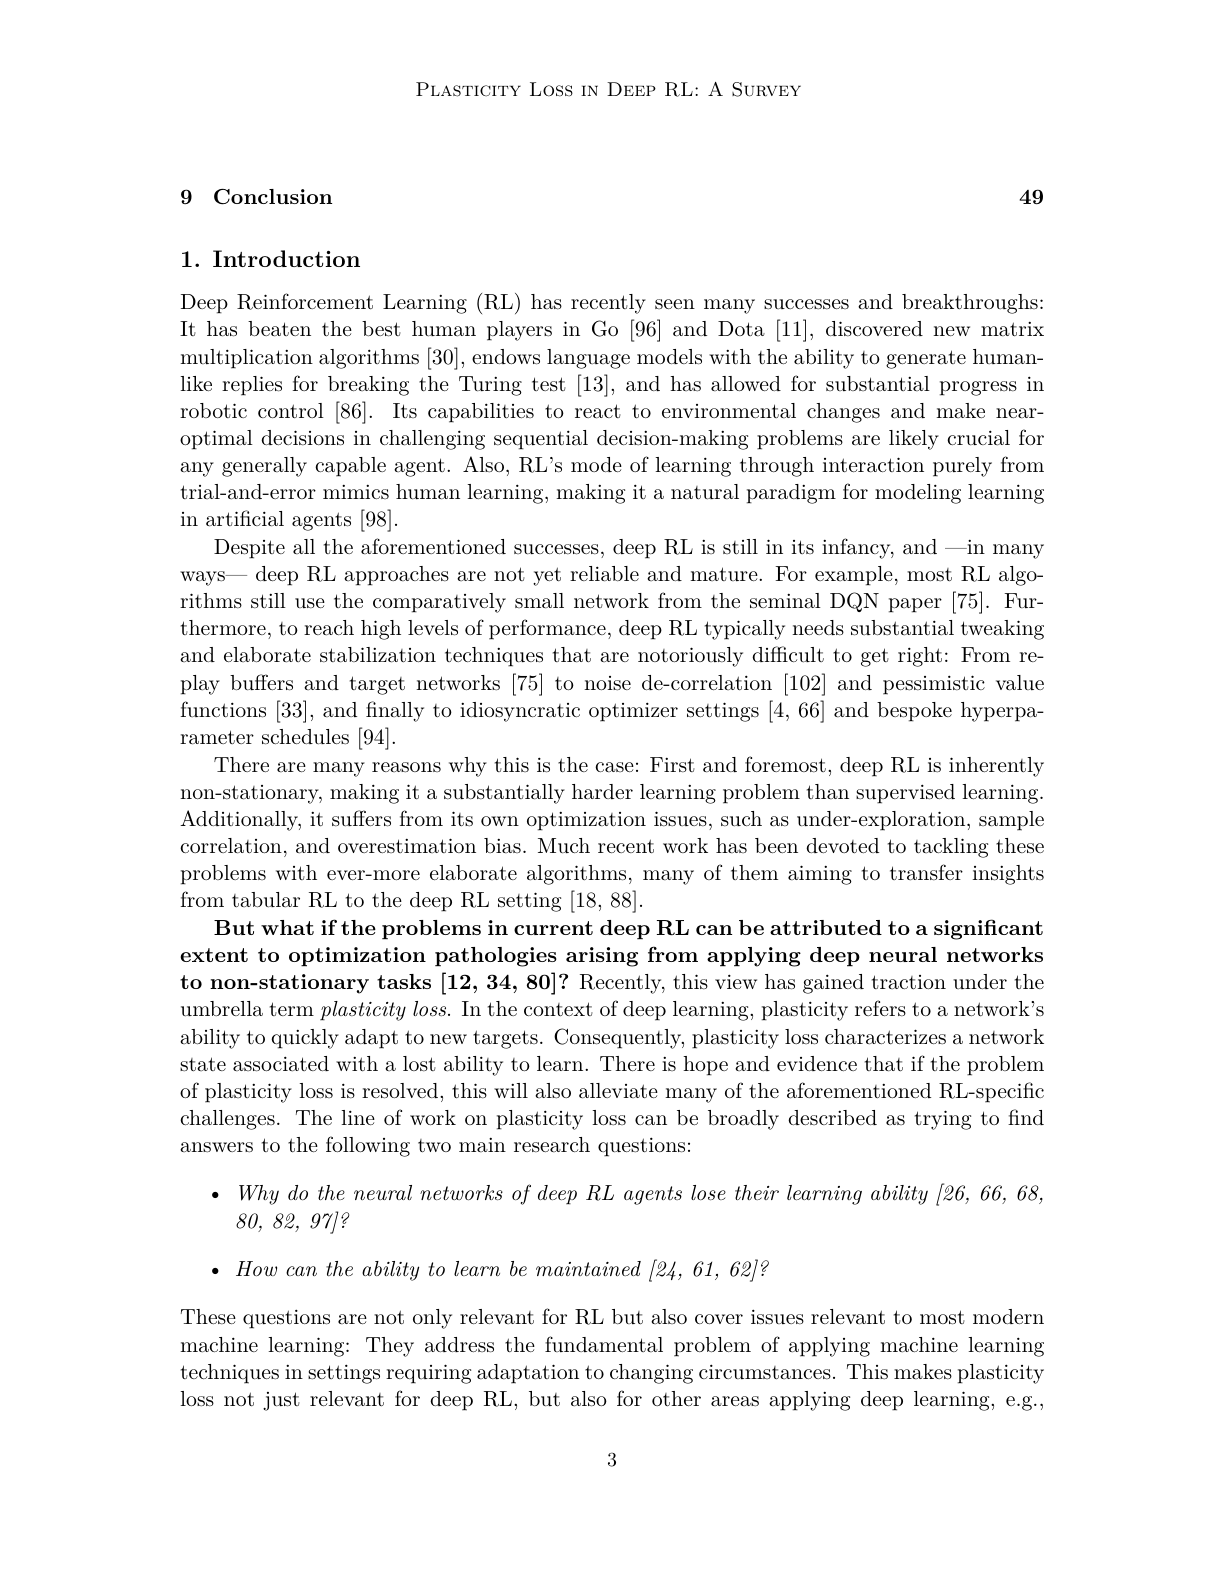 Plasticity Loss in Deep RL: A Survey
9 Conclusion 49
1. Introduction
Deep Reinforcement Learning (RL) has recently seen many successes and breakthroughs:
It has beaten the best human players in Go [96] and Dota [11], discovered new matrix
multiplication algorithms [30], endows language models with the ability to generate human-
like replies for breaking the Turing test [13], and has allowed for substantial progress in
robotic control [86]. Its capabilities to react to environmental changes and make near-
optimal decisions in challenging sequential decision-making problems are likely crucial for
any generally capable agent. Also, RL's mode of learning through interaction purely from
trial-and-error mimics human learning, making it a natural paradigm for modeling learning
in artificial agents [98].
Despite all the aforementioned successes, deep RL is still in its infancy, and —in many
ways— deep RL approaches are not yet reliable and mature. For example, most RL algo-
rithms still use the comparatively small network from the seminal DQN paper [75]. Fur-
thermore, to reach high levels of performance, deep RL typically needs substantial tweaking
and elaborate stabilization techniques that are notoriously difficult to get right: From re-
play buffers and target networks [75] to noise de-correlation [102] and pessimistic value
functions [33], and finally to idiosyncratic optimizer settings [4, 66] and bespoke hyperpa-
rameter schedules [94].
There are many reasons why this is the case: First and foremost, deep RL is inherently
non-stationary, making it a substantially harder learning problem than supervised learning.
Additionally, it suffers from its own optimization issues, such as under-exploration, sample
correlation, and overestimation bias. Much recent work has been devoted to tackling these
problems with ever-more elaborate algorithms, many of them aiming to transfer insights
from tabular RL to the deep RL setting [18, 88].
But what if the problems in current deep RL can be attributed to a significant
extent to optimization pathologies arising from applying deep neural networks
to non-stationary tasks [12, 34, 80]? Recently, this view has gained traction under the
umbrella term plasticity loss. In the context of deep learning, plasticity refers to a network's
ability to quickly adapt to new targets. Consequently, plasticity loss characterizes a network
state associated with a lost ability to learn. There is hope and evidence that if the problem
of plasticity loss is resolved, this will also alleviate many of the aforementioned RL-specific
challenges. The line of work on plasticity loss can be broadly described as trying to find
answers to the following two main research questions:
• Why do the neural networks of deep RL agents lose their learning ability [26, 66, 68,
80, 82, 97]?
• How can the ability to learn be maintained [24, 61, 62]?
These questions are not only relevant for RL but also cover issues relevant to most modern
machine learning: They address the fundamental problem of applying machine learning
techniques in settings requiring adaptation to changing circumstances. This makes plasticity
loss not just relevant for deep RL, but also for other areas applying deep learning, e.g.,
3